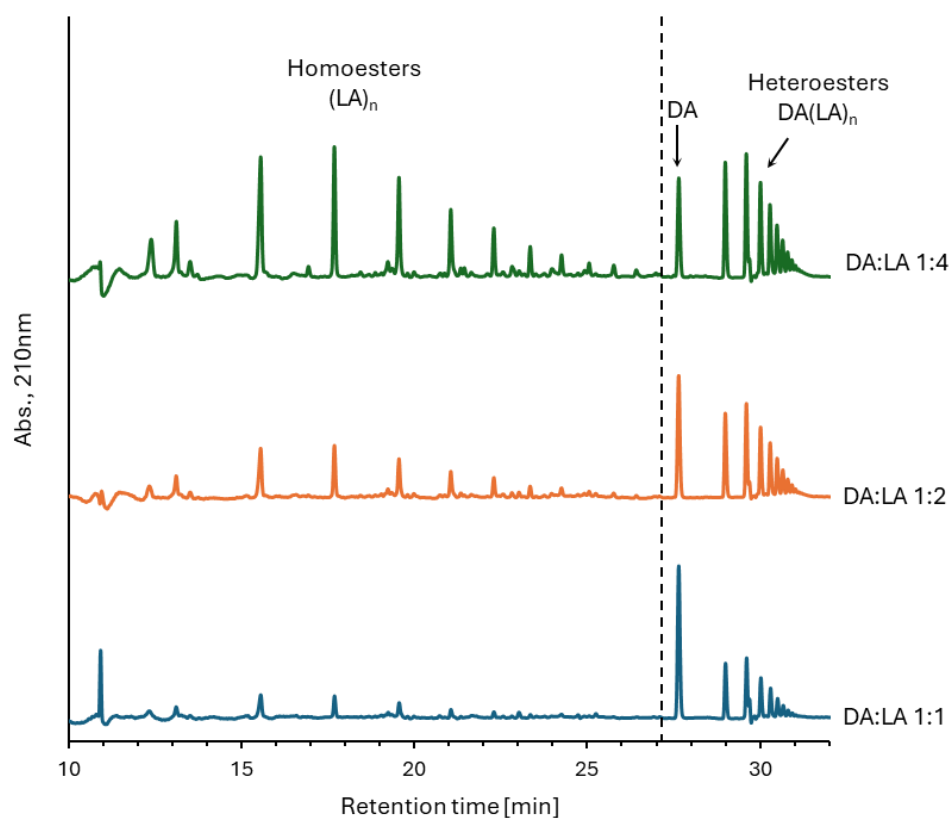 Homoesters
(LA)n
Heteroesters
DA(LA)n
DA
DA:LA 1:4
Abs., 210nm
DA:LA 1:2
DA:LA 1:1
10 15 20 25 30
Retention time [min]